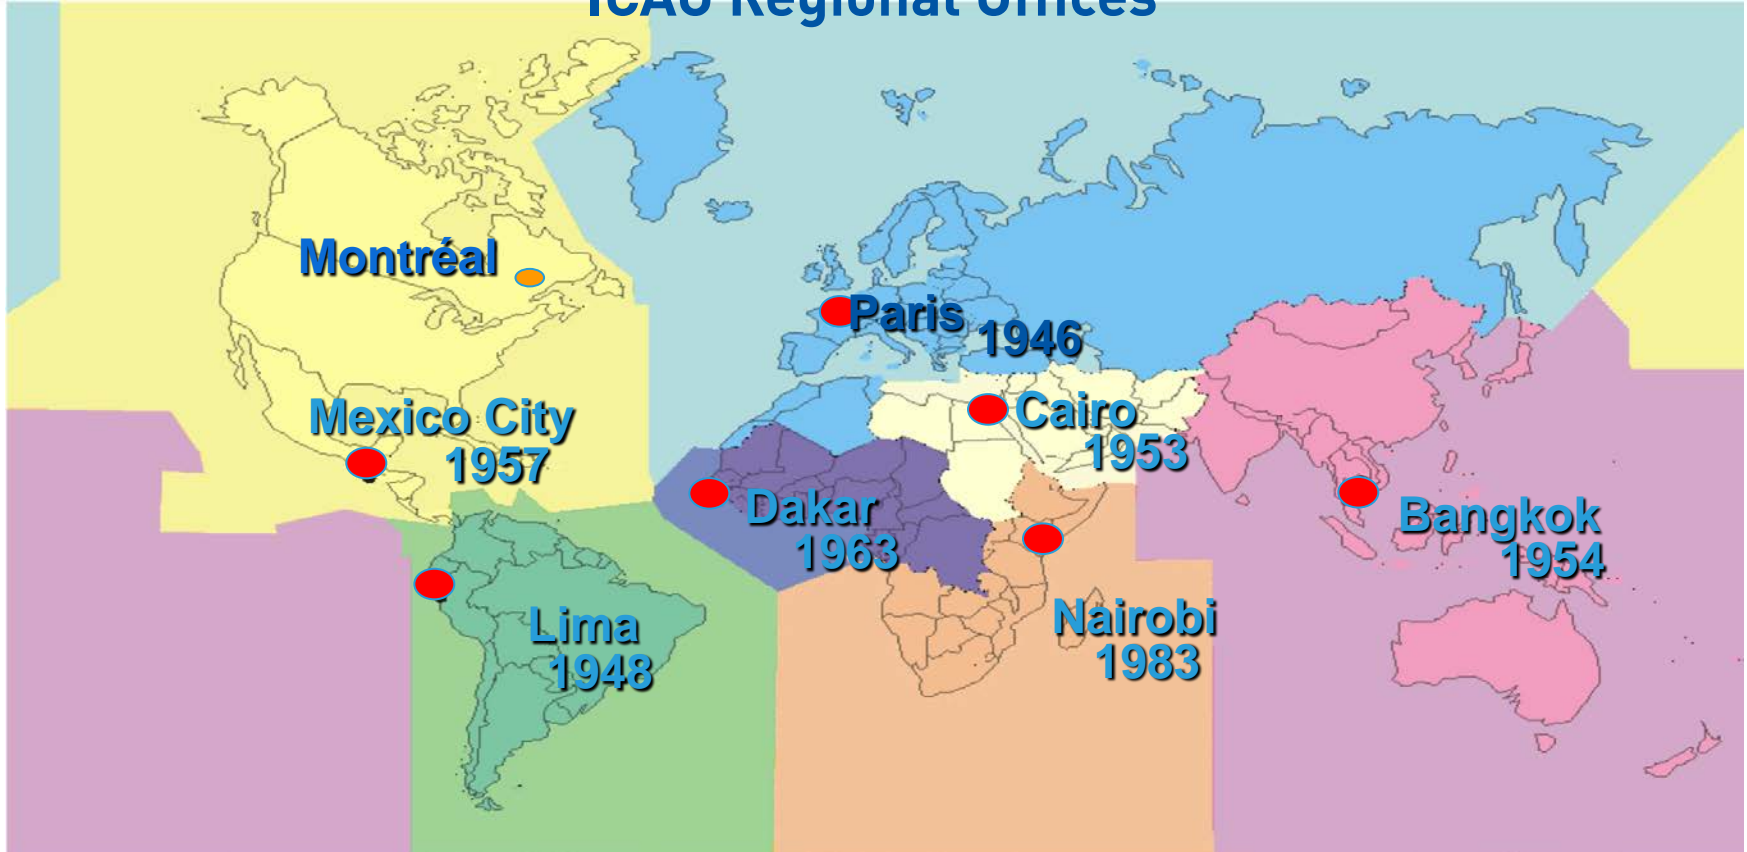 ICAO Regional Offices
Montréal
Paris
1946
Mexico City
1957
Cairo
1953
Dakar
1963
Bangkok
1954
Lima
1948
Nairobi
1983